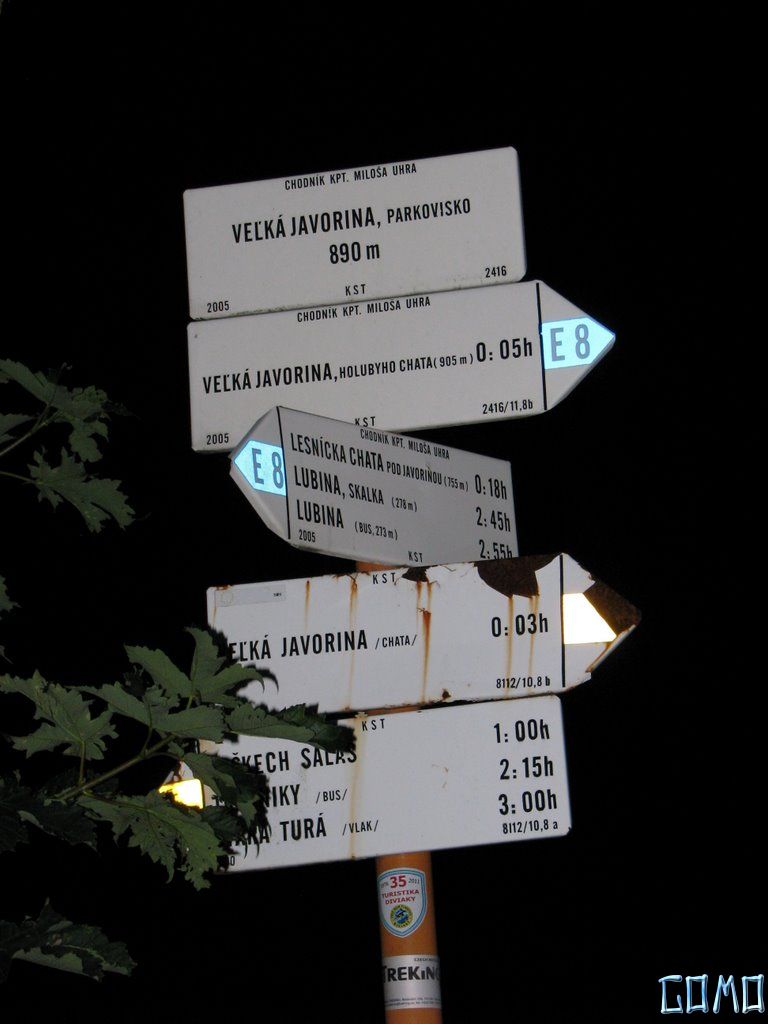 CHODNÍK KPT. MILOŠA UHRA
VEĽKÁ JAVORINA, PARKOVISKO
890 m
2005 KST 2416
CHODNÍK KPT. MILOŠA UHRA
VEĽKÁ JAVORINA, HOLUBYHO CHATA (905 m) 0:05h E 8
2005 KST 2416/11,8b
CHODNÍK KPT. MILOŠA UHRA
E 8 LESNÍCKA CHATA POD JAVORINOU (755 m) 0:18h
LUBINA, SKALKA (278 m) 2:45h
LUBINA (BUS, 273 m) 2:55h
2005 KST
KST
JAVORINA /CHATA/ 0:03h
8112/10,8 b
KST
1:00h
/BUS/ 2:15h
TURÁ /VLAK/ 3:00h
8112/10,8 a
35 2011
TURISTIKA
DIVIAKY
TREKING
GOMO